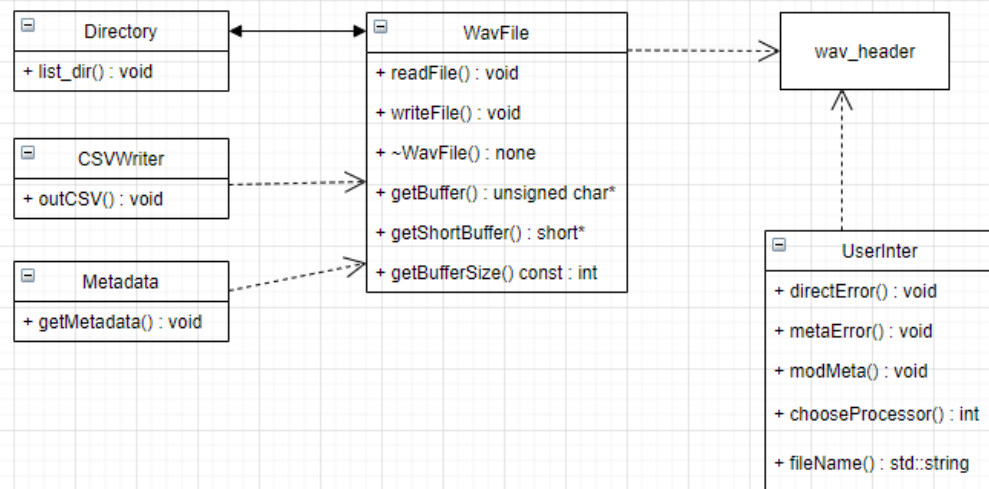 Directory
+ list_dir() : void
CSVWriter
+ outCSV() : void
Metadata
+ getMetadata() : void
WavFile
+ readFile() : void
+ writeFile() : void
+ ~WavFile() : none
+ getBuffer() : unsigned char*
+ getShortBuffer() : short*
+ getBufferSize() const : int
wav_header
UserInter
+ directError() : void
+ metaError() : void
+ modMeta() : void
+ chooseProcessor() : int
+ fileName() : std::string